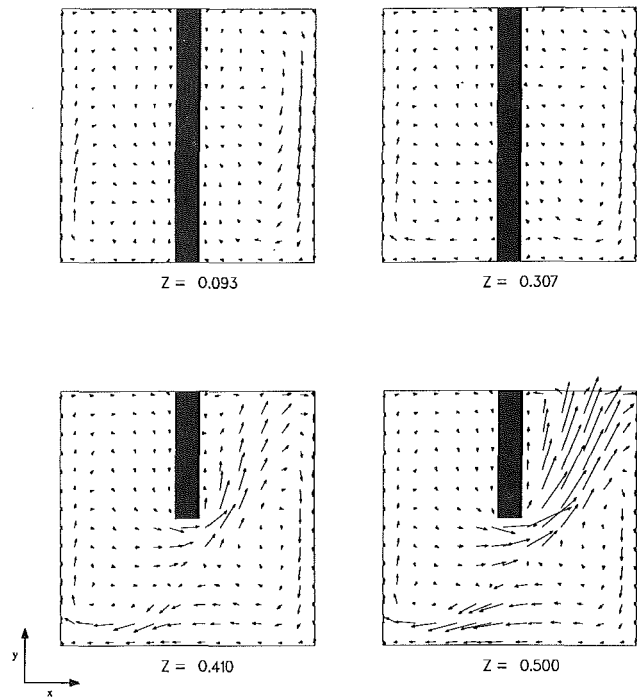 Z = 0.093
Z = 0.307
Z = 0.410
Z = 0.500
y
x